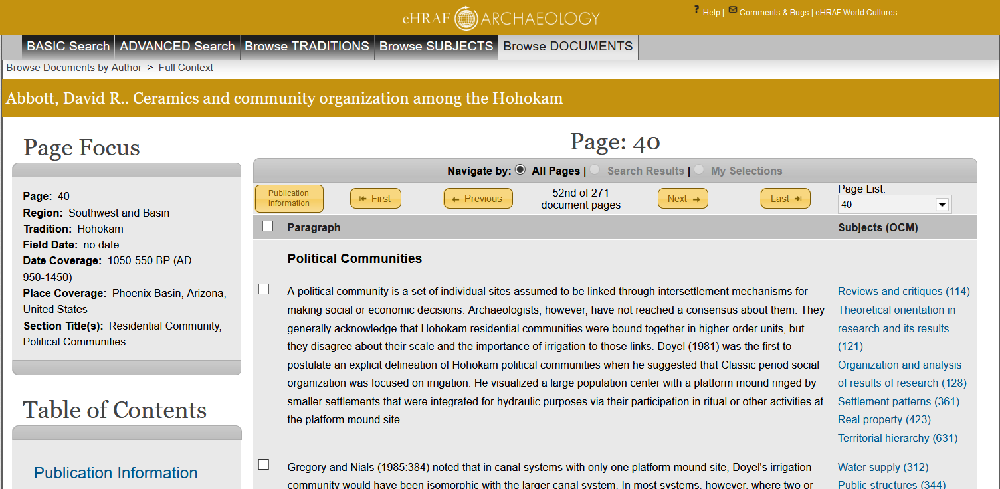 eHRAF ARCHAEOLOGY
? Help | Comments & Bugs | eHRAF World Cultures
BASIC Search ADVANCED Search Browse TRADITIONS Browse SUBJECTS Browse DOCUMENTS
Browse Documents by Author > Full Context
Abbott, David R.. Ceramics and community organization among the Hohokam
Page Focus
Page: 40
Region: Southwest and Basin
Tradition: Hohokam
Field Date: no date
Date Coverage: 1050-550 BP (AD
950-1450)
Place Coverage: Phoenix Basin, Arizona,
United States
Section Title(s): Residential Community,
Political Communities
Table of Contents
Publication Information
Page: 40
Navigate by: All Pages | Search Results | My Selections
Publication
Information
First
Previous
52nd of 271
document pages
Next
Last
Page List:
40
Paragraph
Subjects (OCM)
Political Communities
A political community is a set of individual sites assumed to be linked through intersettlement mechanisms for
making social or economic decisions. Archaeologists, however, have not reached a consensus about them. They
generally acknowledge that Hohokam residential communities were bound together in higher-order units, but
they disagree about their scale and the importance of irrigation to those links. Doyel (1981) was the first to
postulate an explicit delineation of Hohokam political communities when he suggested that Classic period social
organization was focused on irrigation. He visualized a large population center with a platform mound ringed by
smaller settlements that were integrated for hydraulic purposes via their participation in ritual or other activities at
the platform mound site.
Reviews and critiques (114)
Theoretical orientation in
research and its results
(121)
Organization and analysis
of results of research (128)
Settlement patterns (361)
Real property (423)
Territorial hierarchy (631)
Gregory and Nials (1985:384) noted that in canal systems with only one platform mound site, Doyel's irrigation
community would have been isomorphic with the larger canal system. In most systems, however, where two or
Water supply (312)
Public structures (344)